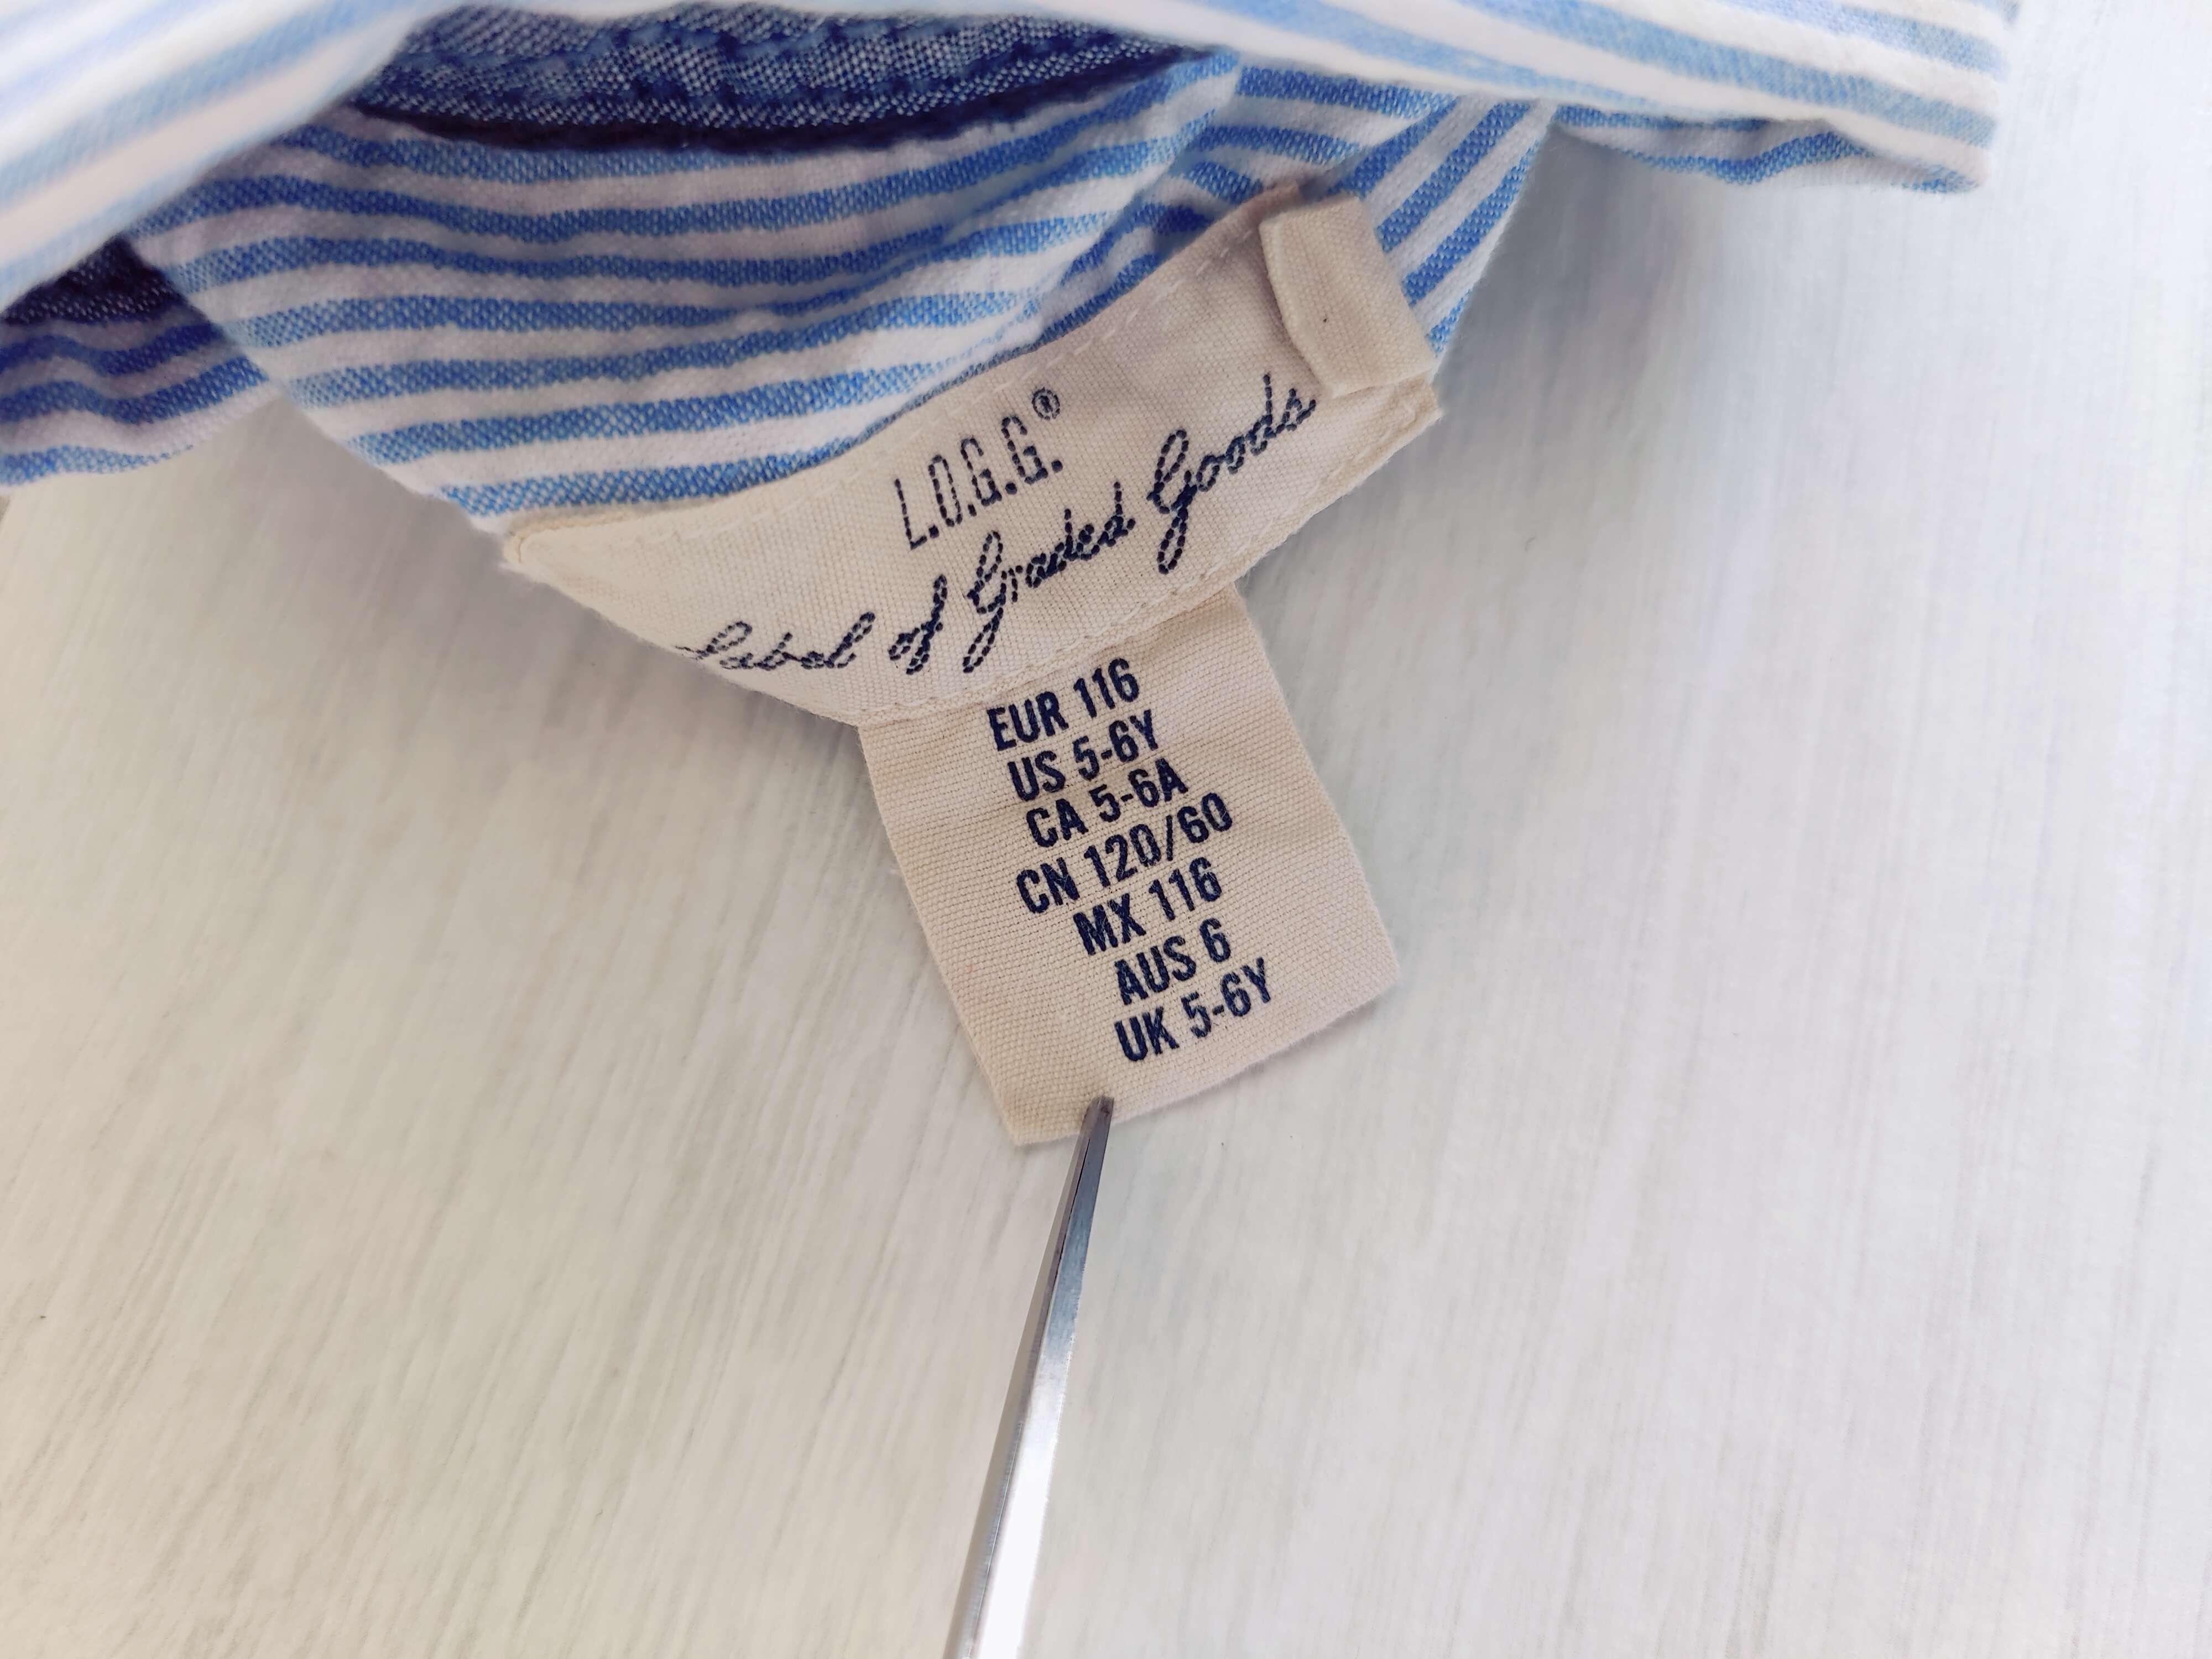 L.O.G.G.®
Label of Graded Goods
EUR 116
US 5-6Y
CA 5-6A
CN 120/60
MX 116
AUS 6
UK 5-6Y